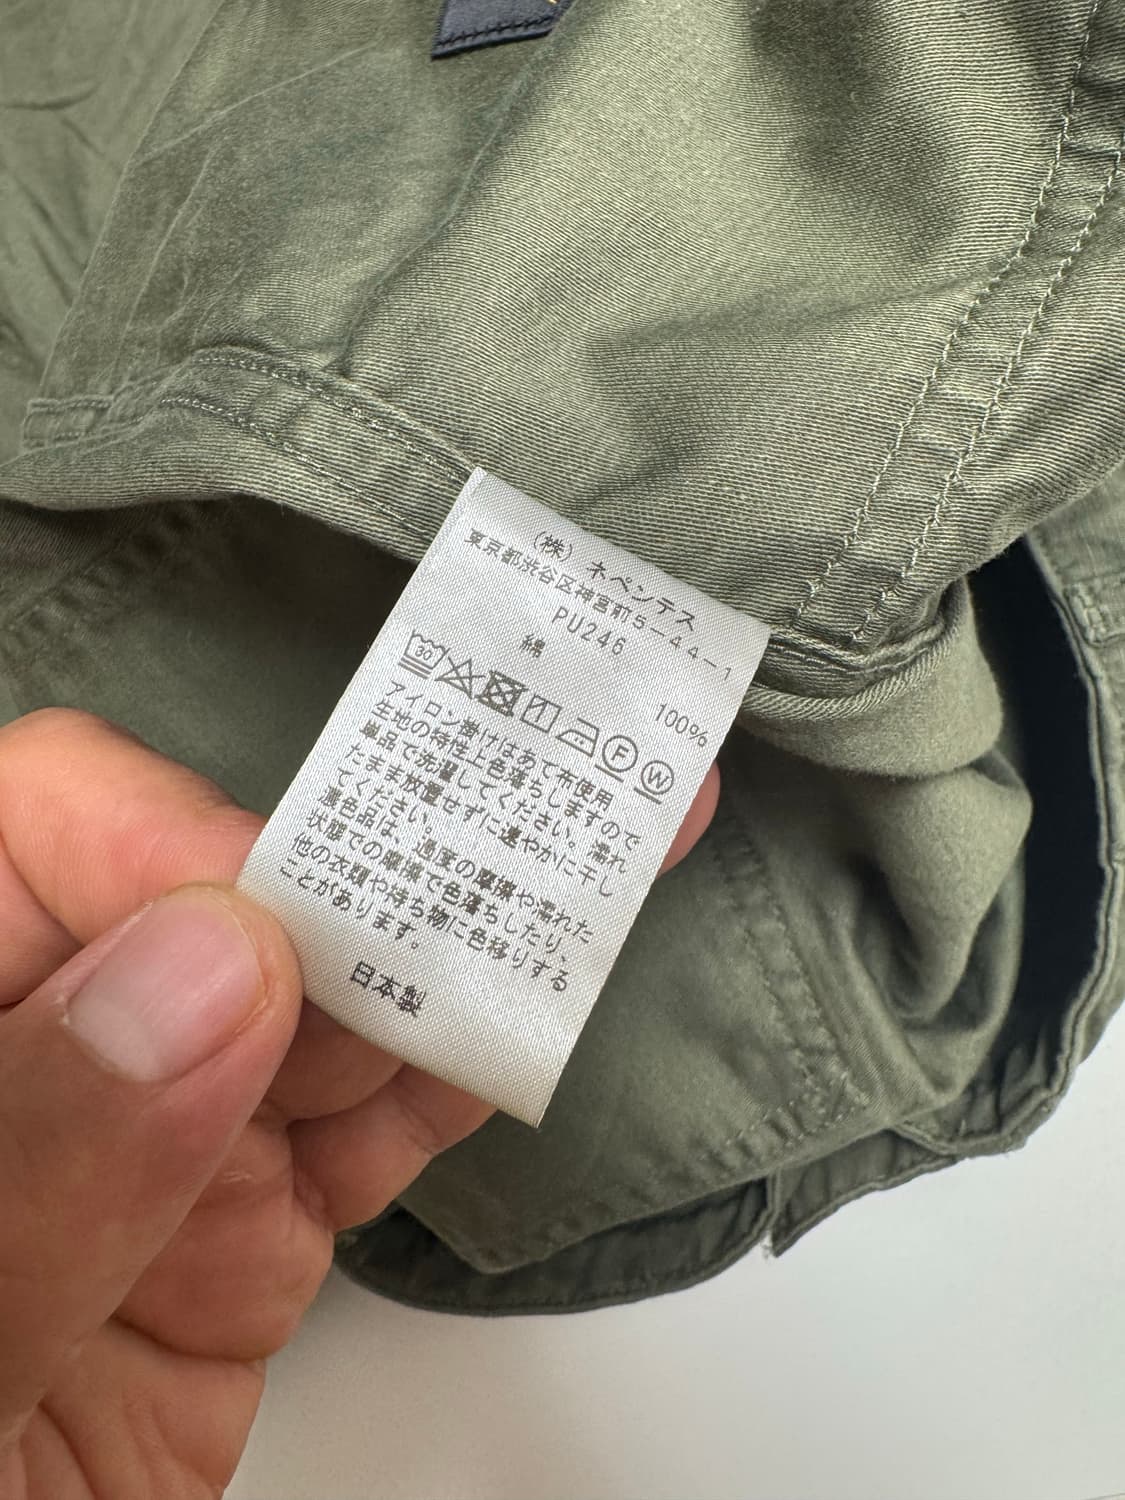 (株) ネペンテス
東京都渋谷区神宮前5-44-1
PU246
綿 100%
30 F W
アイロン掛けはあて布使用
生地の特性上色落ちしますので
単品で洗濯してください。濡れ
たまま放置せずに速やかに干し
てください。
濃色品は、過度の摩擦や濡れた
状態での摩擦で色落ちしたり、
他の衣類や持ち物に色移りする
ことがあります。
日本製